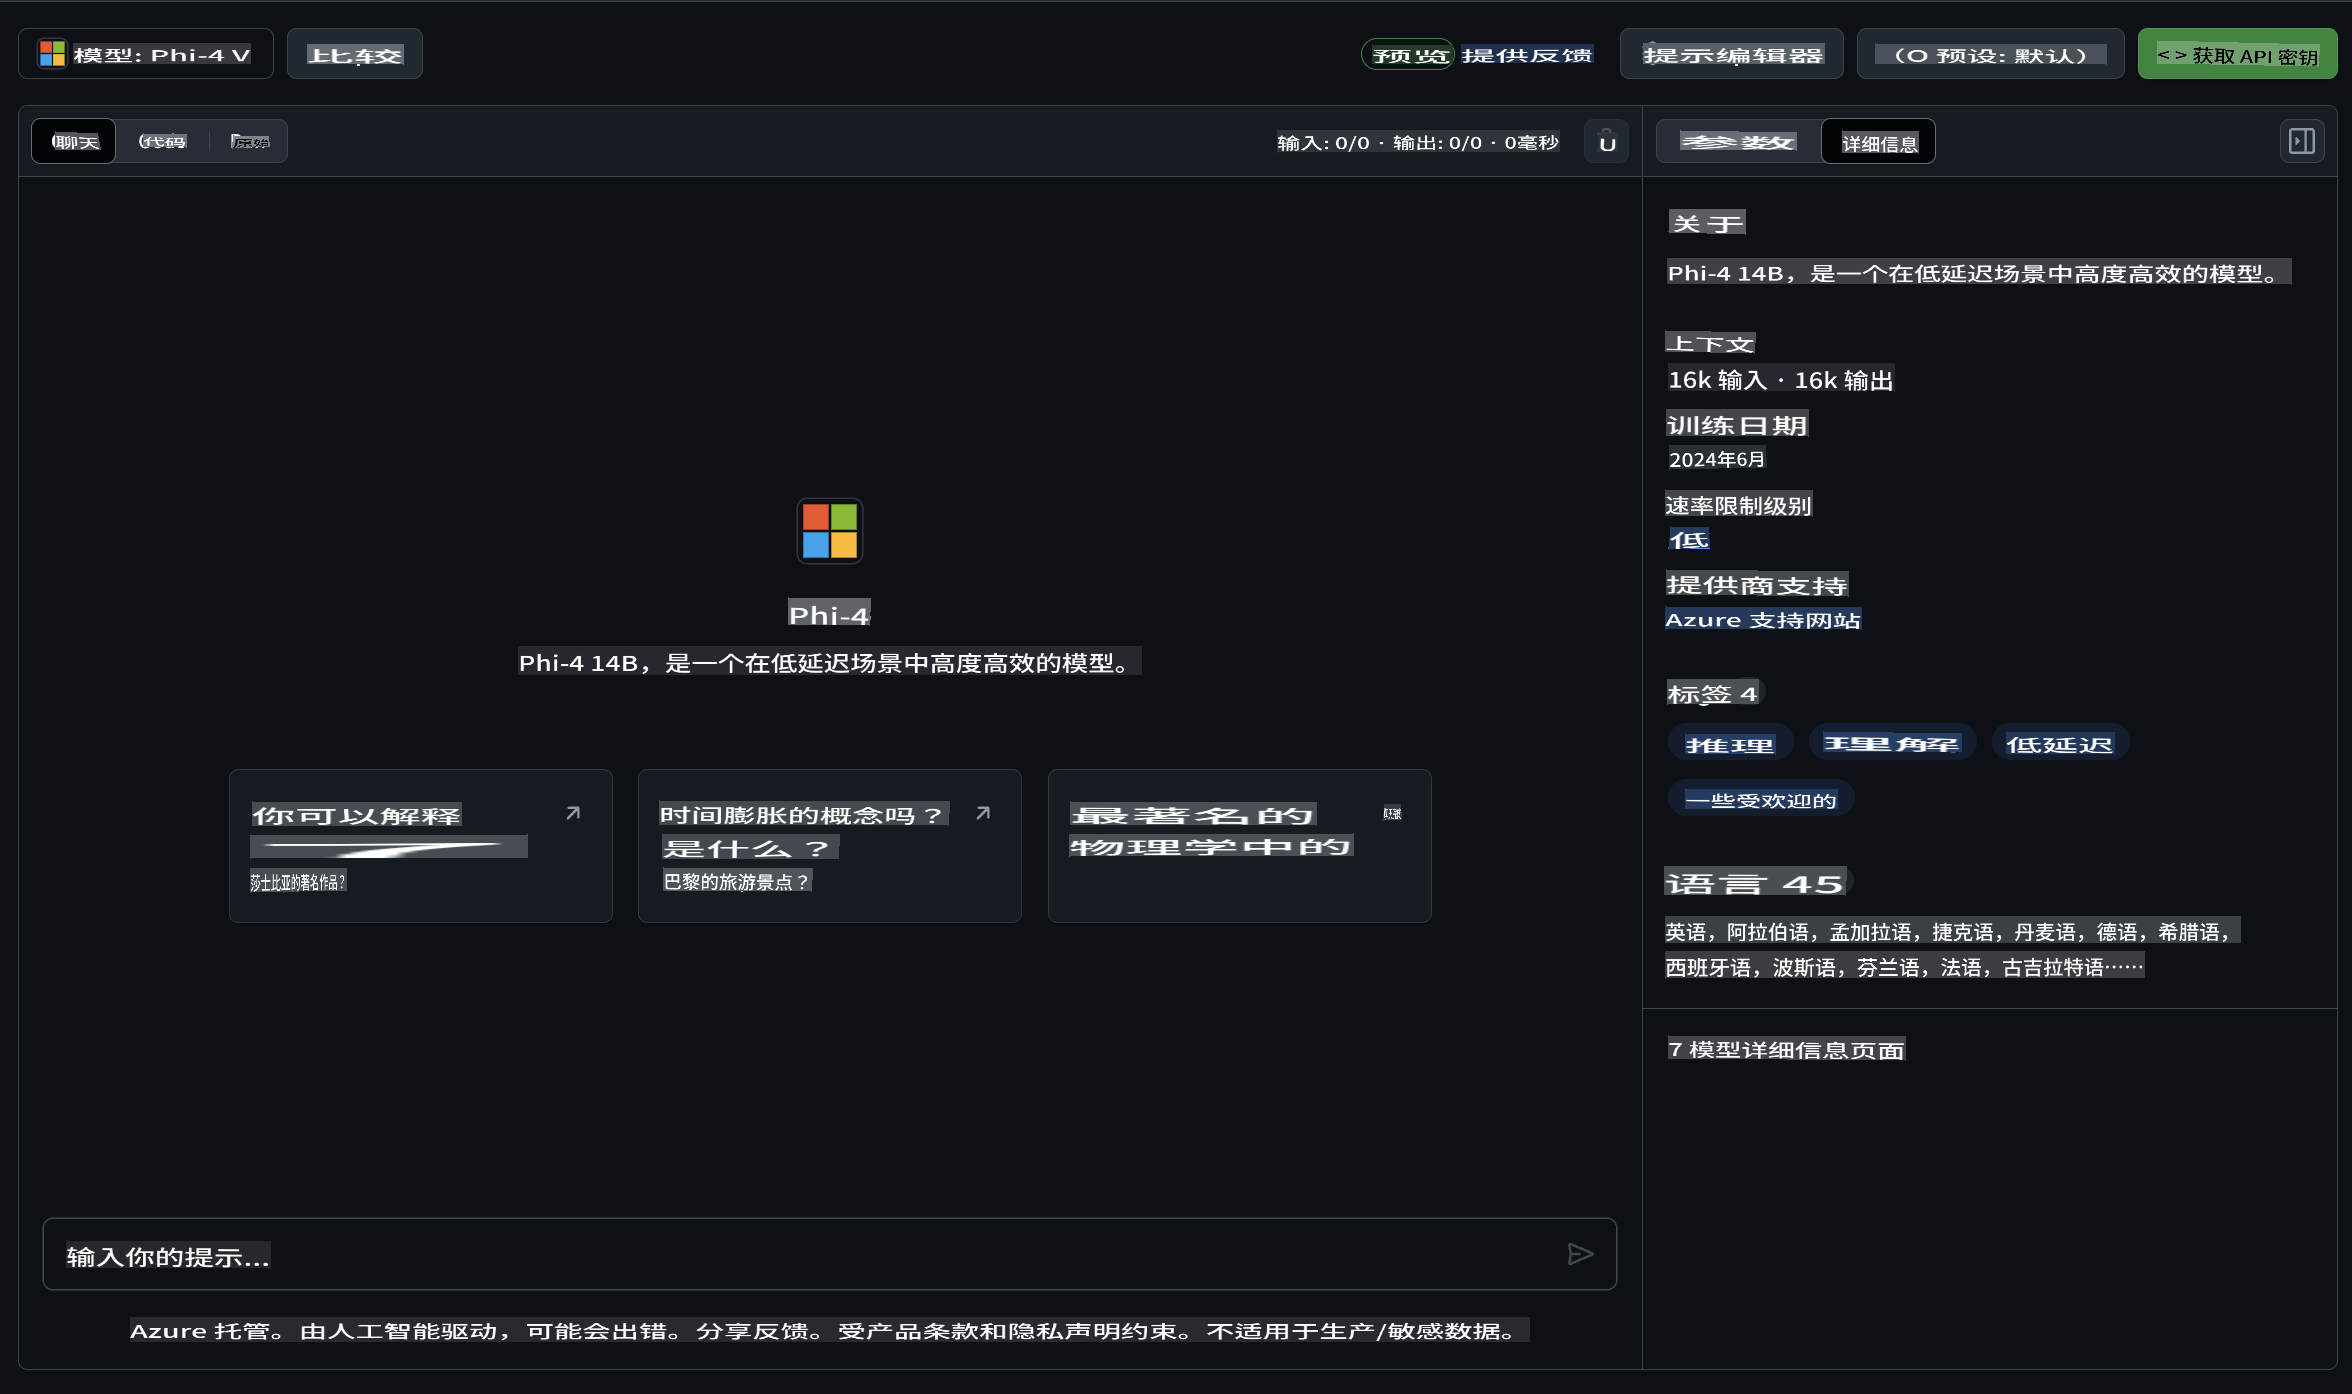 模型: Phi-4 V
比较
预览
提供反馈
提示编辑器
(O 预设: 默认)
<> 获取 API 密钥
聊天
代码
原始
输入: 0/0 · 输出: 0/0 · 0毫秒
参数
详细信息
Phi-4
Phi-4 14B，是一个在低延迟场景中高度高效的模型。
你可以解释
莎士比亚的著名作品？
时间膨胀的概念吗？
是什么？
巴黎的旅游景点？
最著名的
物理学中的
输入你的提示...
Azure 托管。由人工智能驱动，可能会出错。分享反馈。受产品条款和隐私声明约束。不适用于生产/敏感数据。
关于
Phi-4 14B，是一个在低延迟场景中高度高效的模型。
上下文
16k 输入 · 16k 输出
训练日期
2024年6月
速率限制级别
低
提供商支持
Azure 支持网站
标签 4
推理
理解
低延迟
一些受欢迎的
语言 45
英语，阿拉伯语，孟加拉语，捷克语，丹麦语，德语，希腊语，
西班牙语，波斯语，芬兰语，法语，古吉拉特语······
7 模型详细信息页面